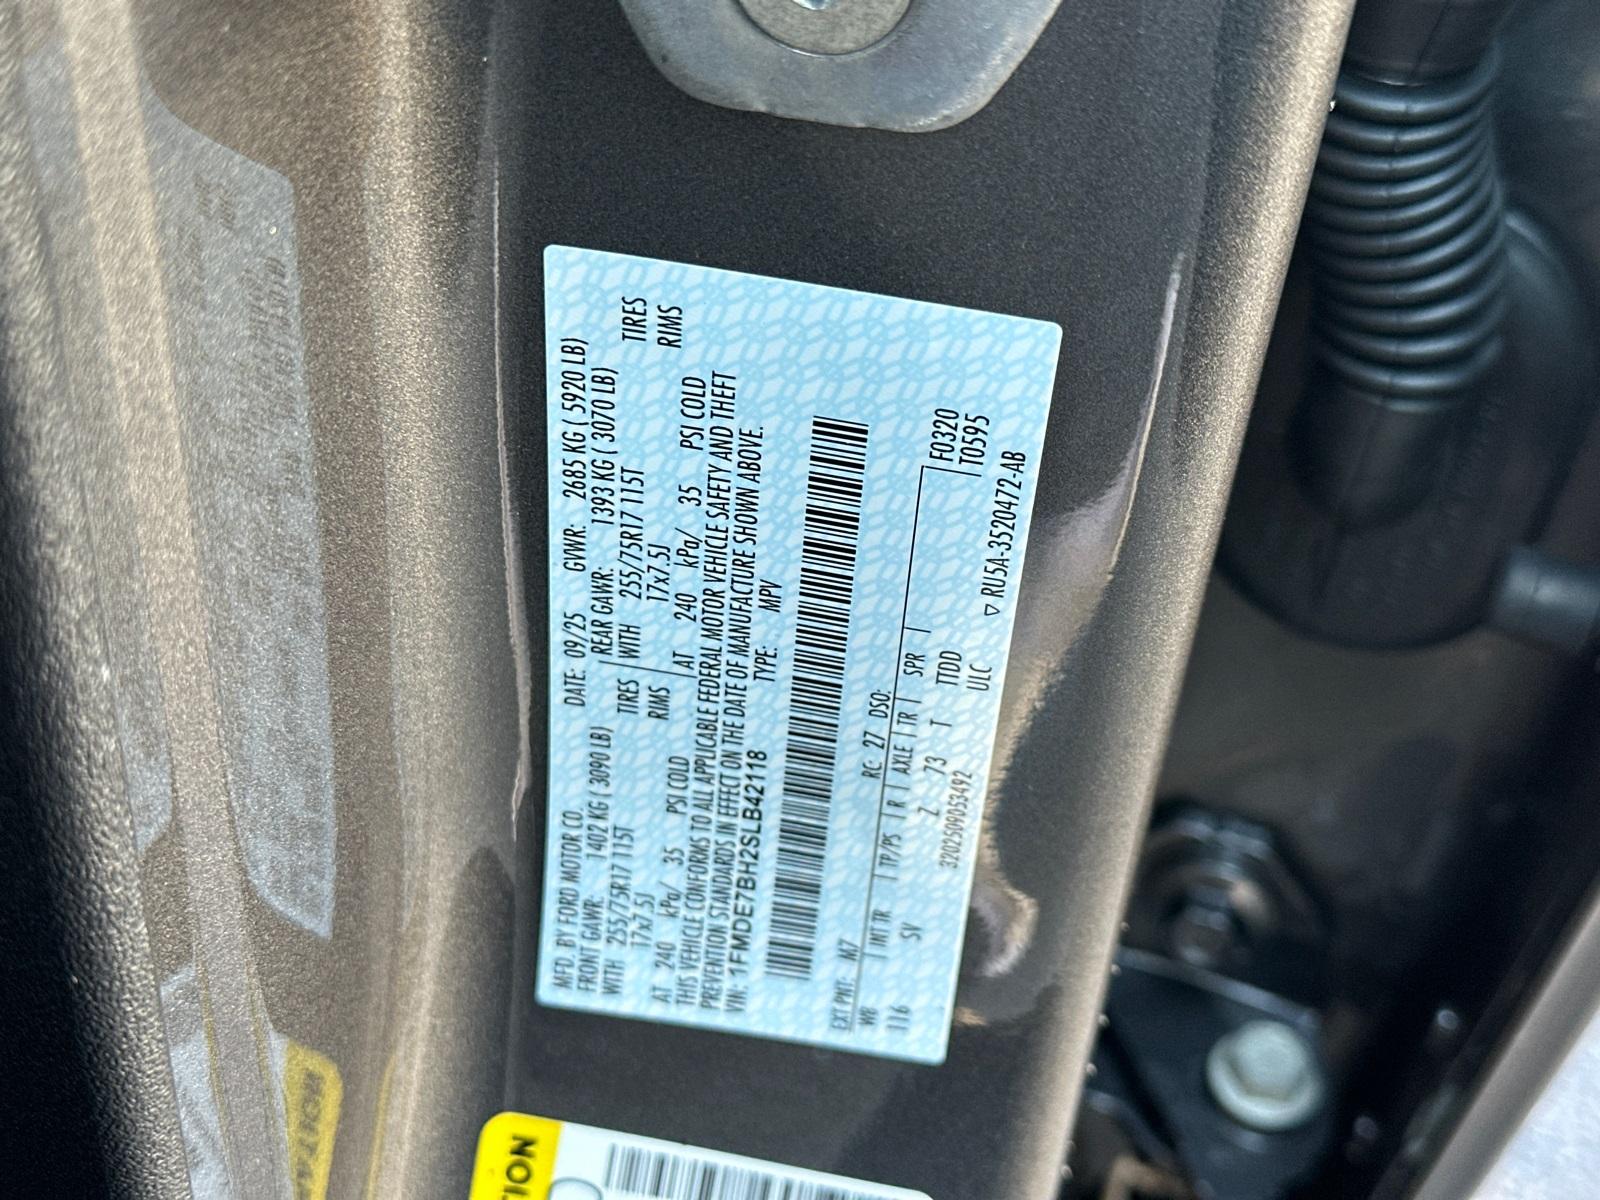 MFD. BY FORD MOTOR CO.
DATE: 09/25 GVWR: 2685 KG ( 5920 LB)
FRONT GAWR: 1402 KG ( 3090 LB) REAR GAWR: 1393 KG ( 3070 LB)
WITH 255/75R17 115T TIRES WITH 255/75R17 115T TIRES
17x7.5J RIMS 17x7.5J RIMS
AT 240 kPa/ 35 PSI COLD AT 240 kPa/ 35 PSI COLD
THIS VEHICLE CONFORMS TO ALL APPLICABLE FEDERAL MOTOR VEHICLE SAFETY AND THEFT
PREVENTION STANDARDS IN EFFECT ON THE DATE OF MANUFACTURE SHOWN ABOVE.
VIN: 1FMDE7BH2SLB42118 TYPE: MPV
EXT PNT: M7 RC: 27 DSO:
WB INT TR TP/PS R AXLE TR SPR F0320
116 SV Z 73 T TTDD T0595
3202509053492 ULC
▽ RU5A-3520472-AB
TION